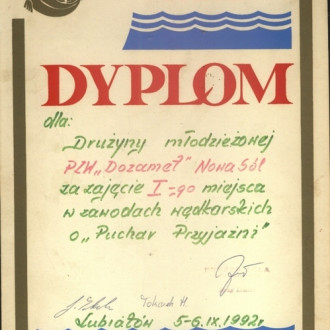 DYPLOM
dla:
Drużyny młodzieżowej
PZW „Dozamet" Nowa Sól
za zajęcie I-go miejsca
w zawodach wędkarskich
o „Puchar Przyjaźni"
Lubiatów 5-6.IX.1992r.